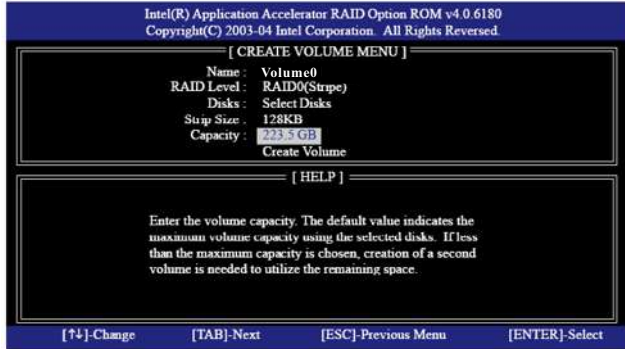 Intel(R) Application Accelerator RAID Option ROM v4.0.6180
Copyright(C) 2003-04 Intel Corporation. All Rights Reversed.
[ CREATE VOLUME MENU ]
Name : Volume0
RAID Level : RAID0(Stripe)
Disks : Select Disks
Strip Size : 128KB
Capacity : 223.5 GB
Create Volume
[ HELP ]
Enter the volume capacity. The default value indicates the
maximum volume capacity using the selected disks. If less
than the maximum capacity is chosen, creation of a second
volume is needed to utilize the remaining space.
[↑↓]-Change [TAB]-Next [ESC]-Previous Menu [ENTER]-Select